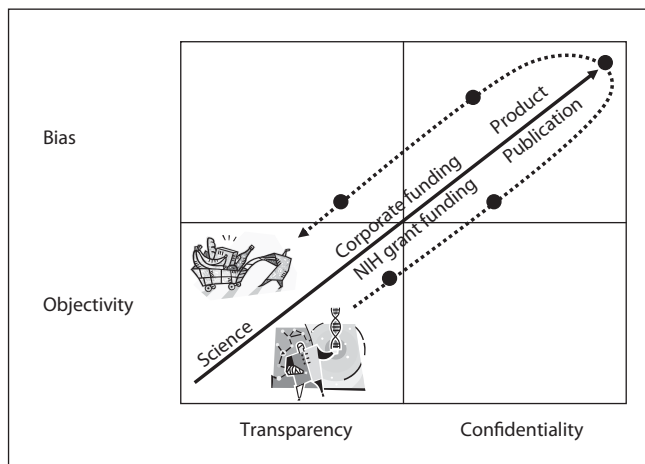 Bias
Objectivity
Product
Publication
Corporate funding
NIH grant funding
Science
Transparency
Confidentiality